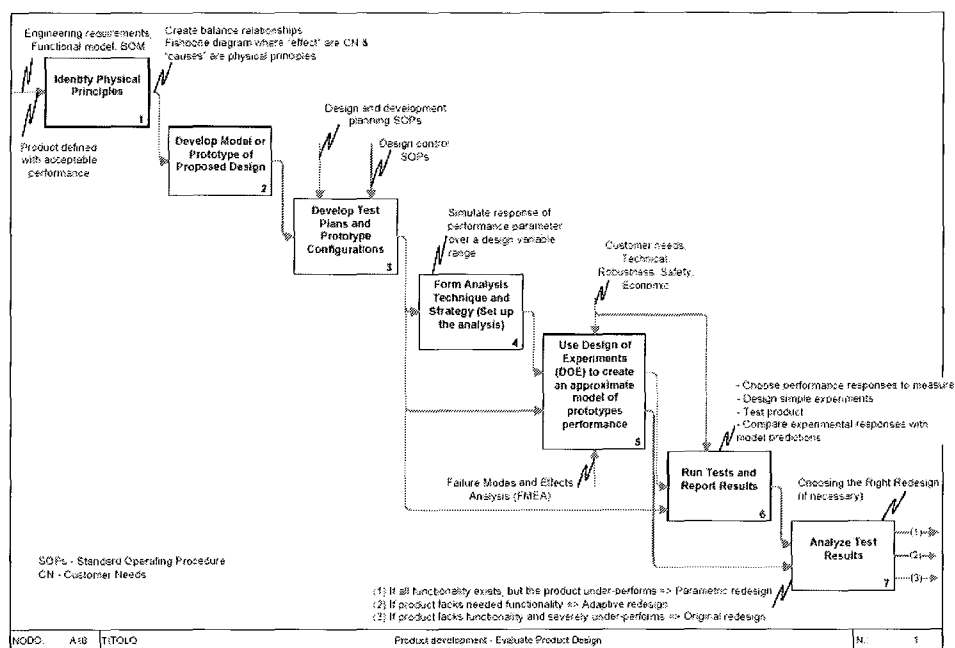 Engineering requirements,
Functional model, BOM
Create balance relationships
Fishbone diagram where "effect" are CN &
"causes" are physical principles
Identify Physical
Principles
1
Product defined
with acceptable
performance
Develop Model or
Prototype of
Proposed Design
2
Design and development
planning SOPs
Design control
SOPs
Develop Test
Plans and
Prototype
Configurations
3
Simulate response of
performance parameter
over a design variable
range
Form Analysis
Technique and
Strategy (Set up
the analysis)
4
Customer needs,
Technical,
Robustness, Safety,
Economic
Use Design of
Experiments
(DOE) to create
an approximate
model of
prototypes
performance
5
Failure Modes and Effects
Analysis (FMEA)
- Choose performance responses to measure
- Design simple experiments
- Test product
- Compare experimental responses with
model predictions
Run Tests and
Report Results
6
Choosing the Right Redesign
(if necessary)
Analyze Test
Results
7
(1)
(2)
(3)
SOPs - Standard Operating Procedure
CN - Customer Needs
(1) If all functionality exists, but the product under-performs => Parametric redesign
(2) If product lacks needed functionality => Adaptive redesign
(3) If product lacks functionality and severely under-performs => Original redesign
NODO: TITOLO Product development - Evaluate Product Design N.: 1